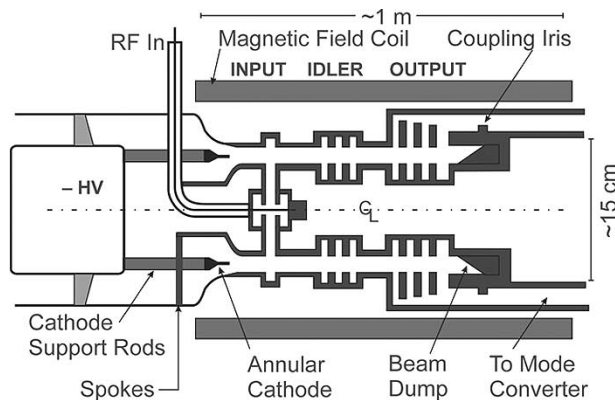 ~1 m
RF In
Magnetic Field Coil
Coupling Iris
INPUT IDLER OUTPUT
– HV
℄
~15 cm
Cathode
Support Rods
Spokes
Annular
Cathode
Beam
Dump
To Mode
Converter